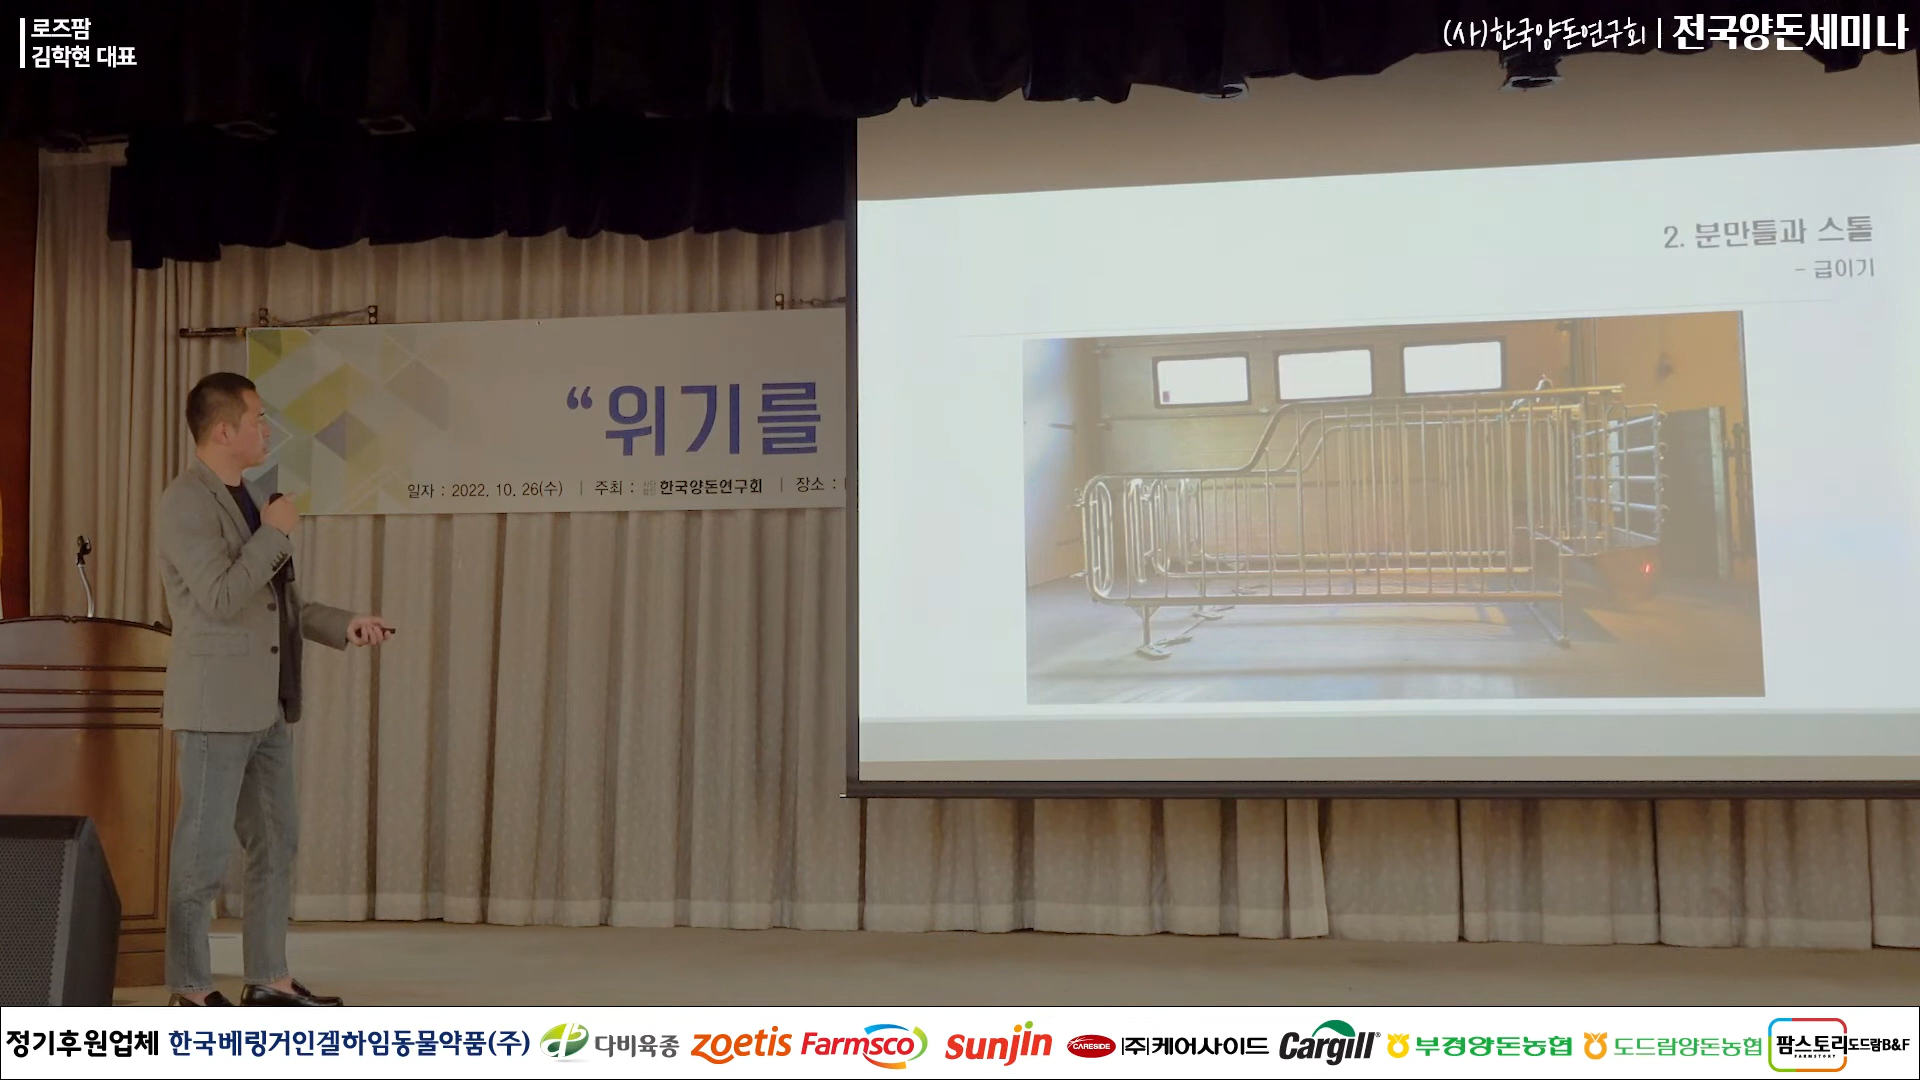 로즈팜
김학현 대표
(사)한국양돈연구회 | 전국양돈세미나
2. 분만틀과 스톨
- 급이기
“위기를
일자 : 2022. 10. 26(수) | 주최 : 한국양돈연구회 | 장소 :
정기후원업체 한국베링거인겔하임동물약품(주) 다비육종 zoetis Farmsco sunjin CARESIDE (주)케어사이드 Cargill® 부경양돈농협 도드람양돈농협 팜스토리 FARMSTORY 도드람B&F